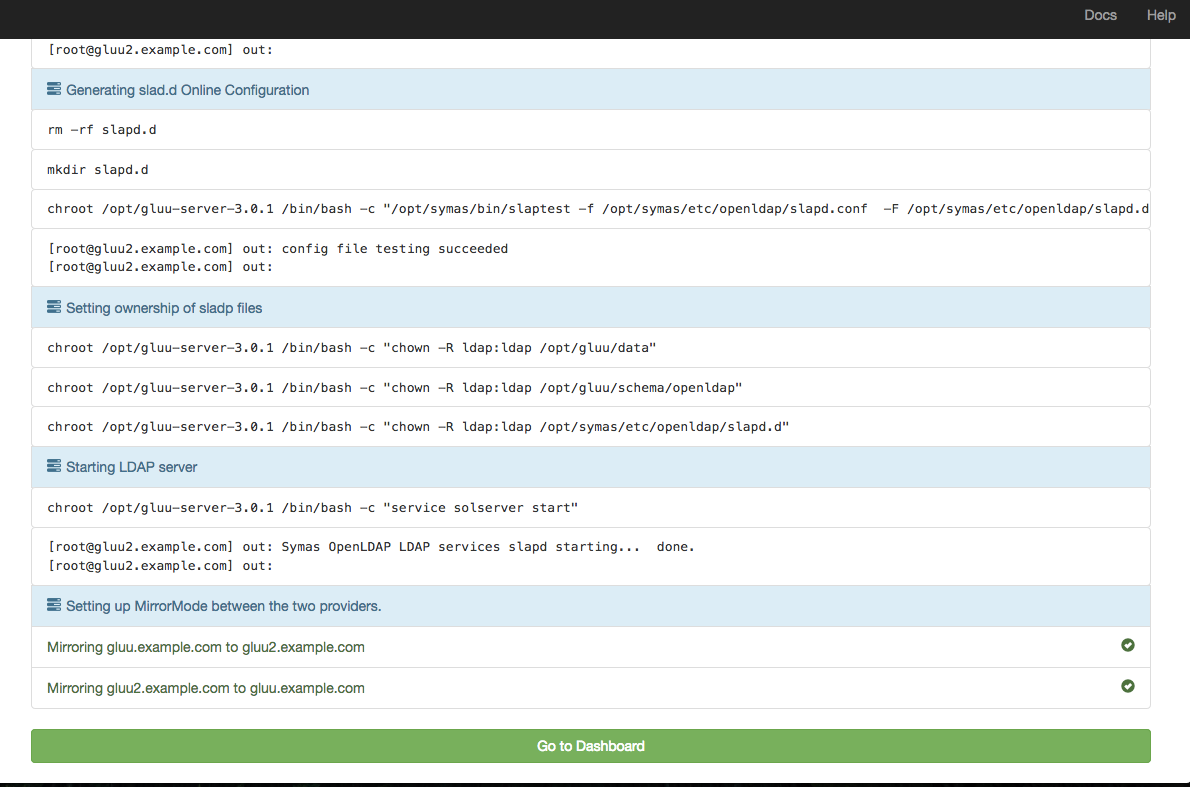 Docs Help
[root@gluu2.example.com] out:
Generating slad.d Online Configuration
rm -rf slapd.d
mkdir slapd.d
chroot /opt/gluu-server-3.0.1 /bin/bash -c "/opt/symas/bin/slaptest -f /opt/symas/etc/openldap/slapd.conf  -F /opt/symas/etc/openldap/slapd.d
[root@gluu2.example.com] out: config file testing succeeded
[root@gluu2.example.com] out:
Setting ownership of sladp files
chroot /opt/gluu-server-3.0.1 /bin/bash -c "chown -R ldap:ldap /opt/gluu/data"
chroot /opt/gluu-server-3.0.1 /bin/bash -c "chown -R ldap:ldap /opt/gluu/schema/openldap"
chroot /opt/gluu-server-3.0.1 /bin/bash -c "chown -R ldap:ldap /opt/symas/etc/openldap/slapd.d"
Starting LDAP server
chroot /opt/gluu-server-3.0.1 /bin/bash -c "service solserver start"
[root@gluu2.example.com] out: Symas OpenLDAP LDAP services slapd starting...  done.
[root@gluu2.example.com] out:
Setting up MirrorMode between the two providers.
Mirroring gluu.example.com to gluu2.example.com
Mirroring gluu2.example.com to gluu.example.com
Go to Dashboard